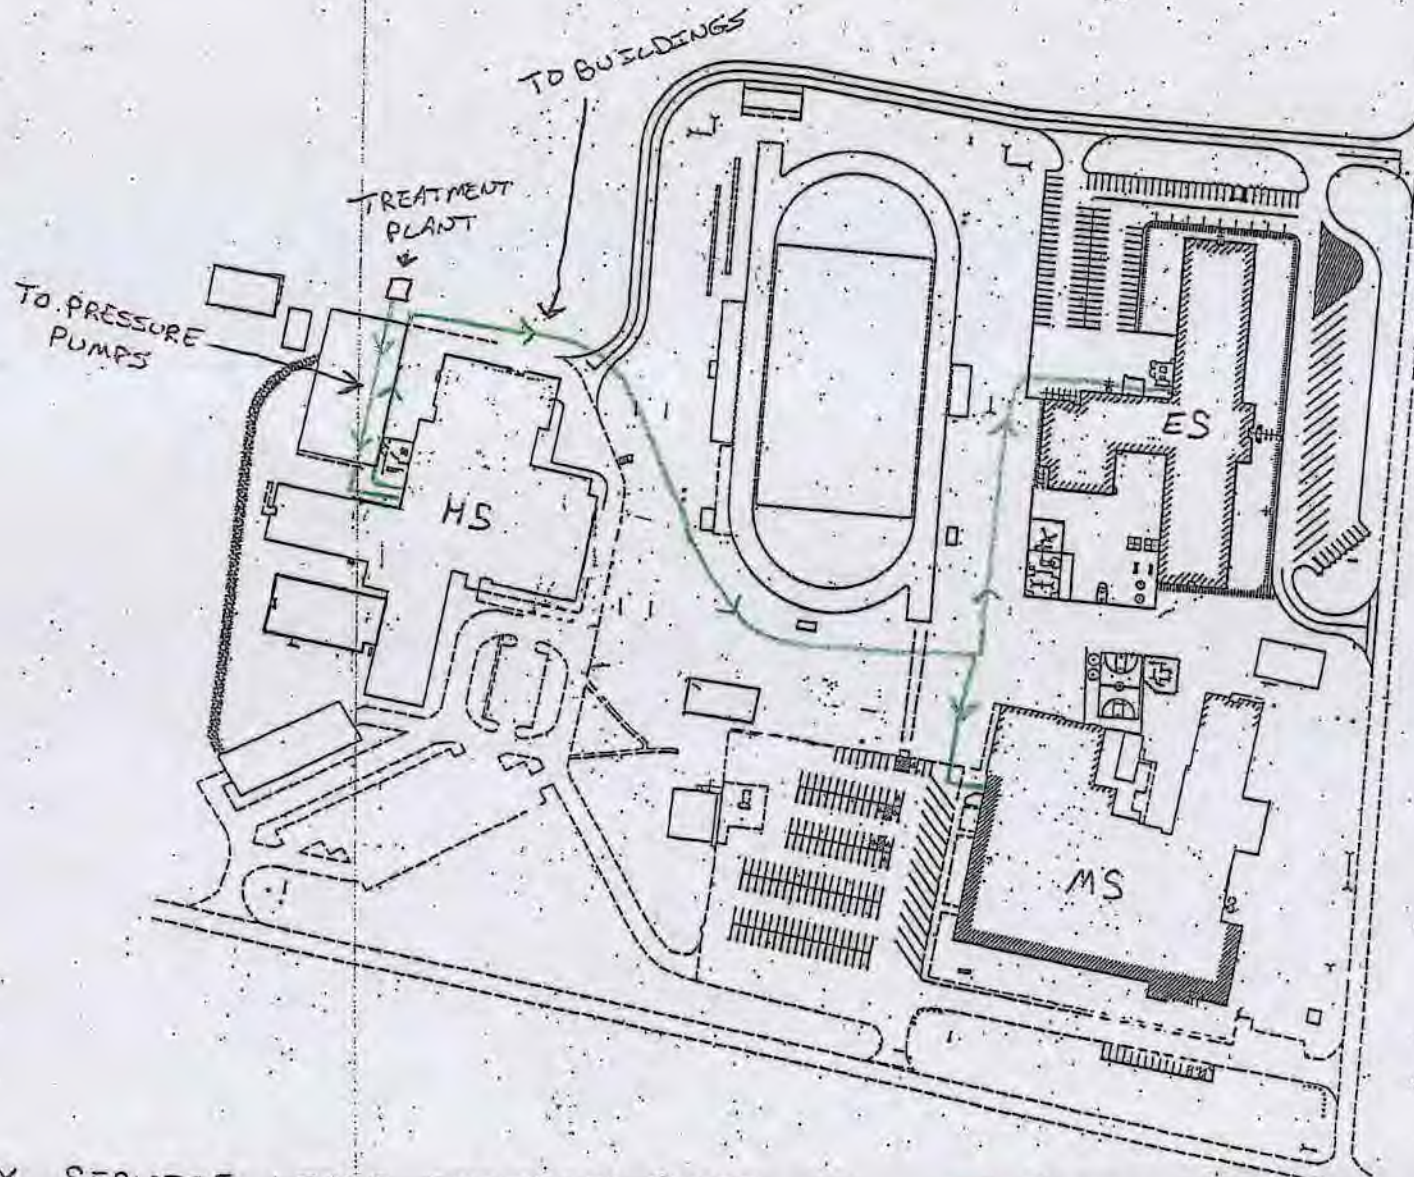 TO BUILDINGS
TREATMENT
PLANT
TO PRESSURE
PUMPS
HS
ES
MS